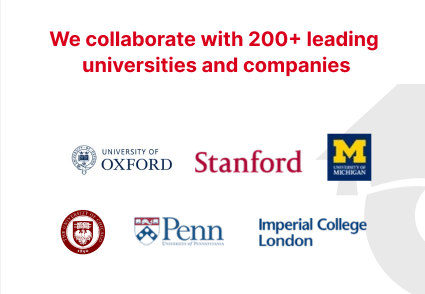 We collaborate with 200+ leading
universities and companies
UNIVERSITY OF
OXFORD
Stanford
M
UNIVERSITY OF
MICHIGAN
Penn
UNIVERSITY OF PENNSYLVANIA
Imperial College
London